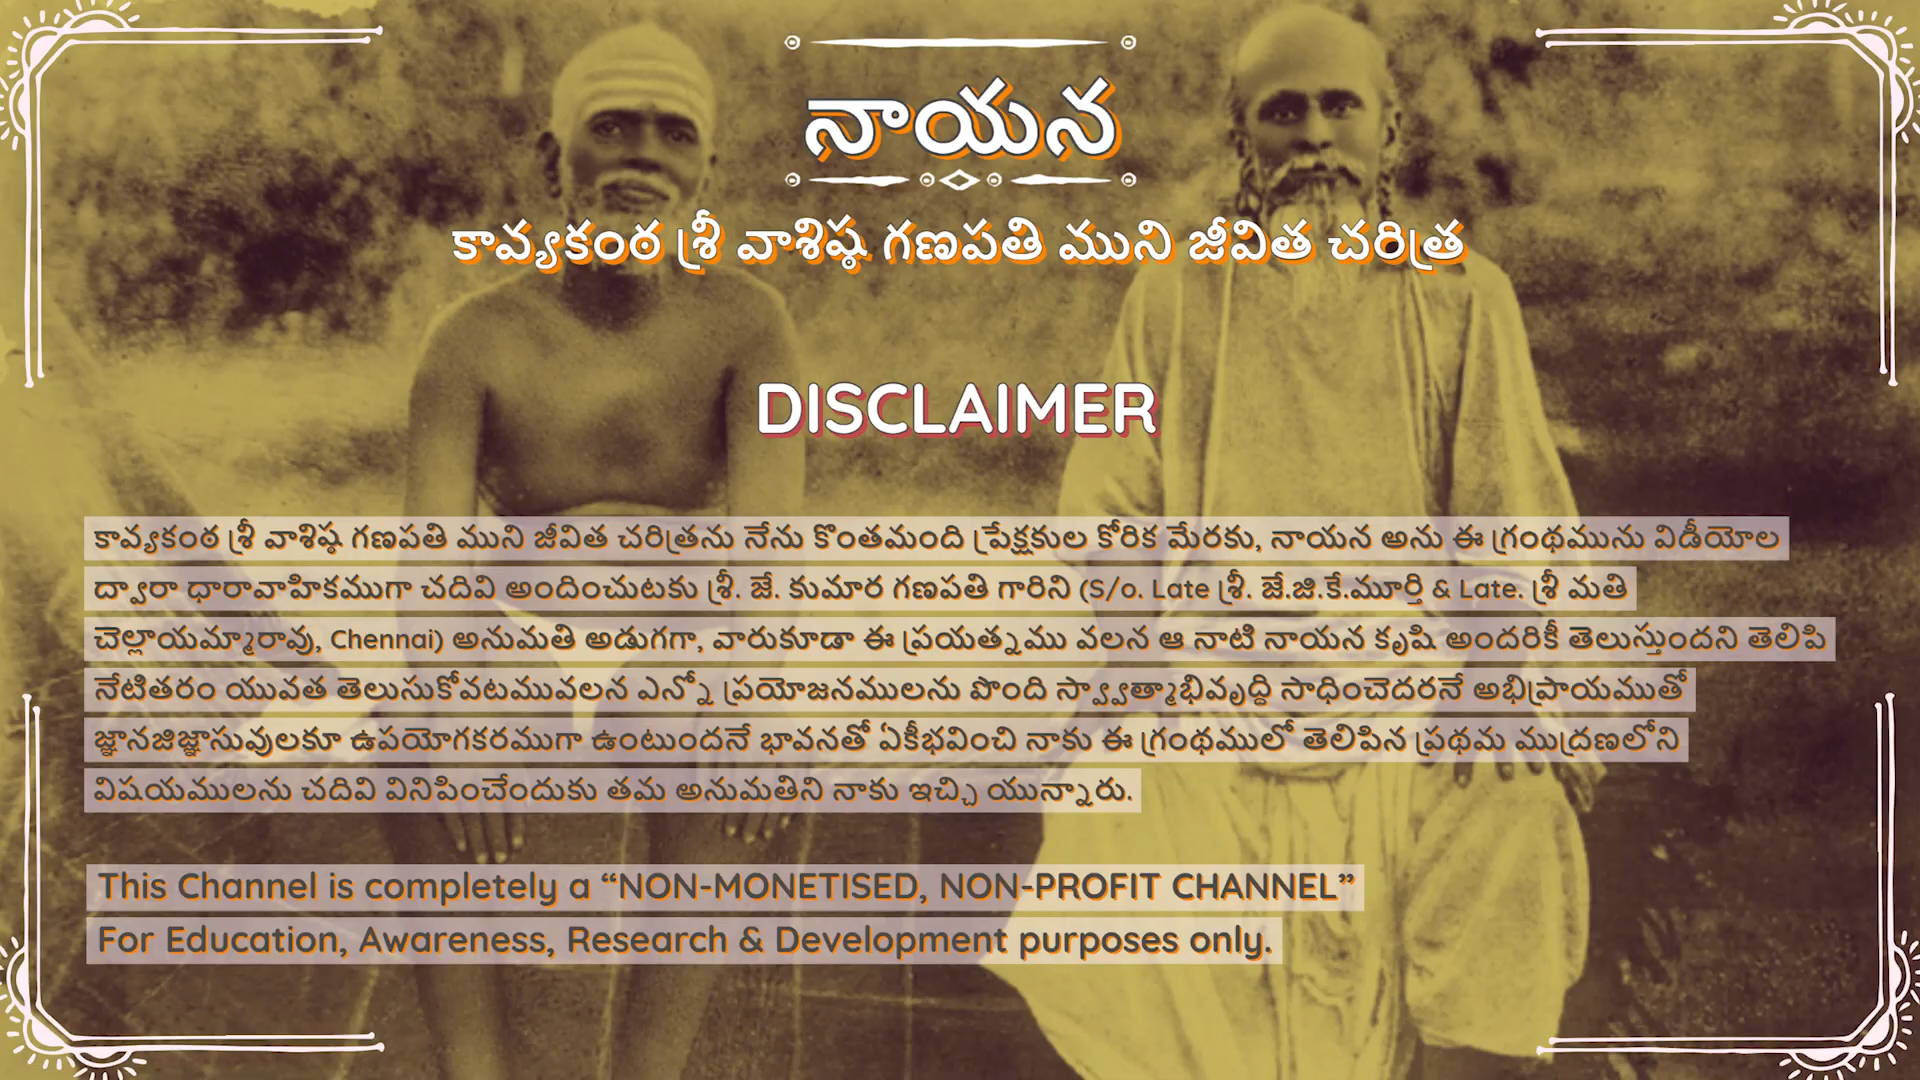 నాయన
కావ్యకంఠ శ్రీ వాశిష్ఠ గణపతి ముని జీవిత చరిత్ర
DISCLAIMER
కావ్యకంఠ శ్రీ వాశిష్ఠ గణపతి ముని జీవిత చరిత్రను నేను కొంతమంది ప్రేక్షకుల కోరిక మేరకు, నాయన అను ఈ గ్రంథమును విడీయోల
ద్వారా ధారావాహికముగా చదివి అందించుటకు శ్రీ. జే. కుమార గణపతి గారిని (S/o. Late శ్రీ. జే.జి.కే.మూర్తి & Late. శ్రీ మతి
చెల్లాయమ్మారావు, Chennai) అనుమతి అడుగగా, వారుకూడా ఈ ప్రయత్నము వలన ఆ నాటి నాయన కృషి అందరికీ తెలుస్తుందని తెలిపి
నేటితరం యువత తెలుసుకోవటమువలన ఎన్నో ప్రయోజనములను పొంది స్వ్వాత్మాభివృద్ధి సాధించెదరనే అభిప్రాయముతో
జ్ఞానజిజ్ఞాసువులకూ ఉపయోగకరముగా ఉంటుందనే భావనతో ఏకీభవించి నాకు ఈ గ్రంథములో తెలిపిన ప్రథమ ముద్రణలోని
విషయములను చదివి వినిపించేందుకు తమ అనుమతిని నాకు ఇచ్చి యున్నారు.
This Channel is completely a “NON-MONETISED, NON-PROFIT CHANNEL”
For Education, Awareness, Research & Development purposes only.